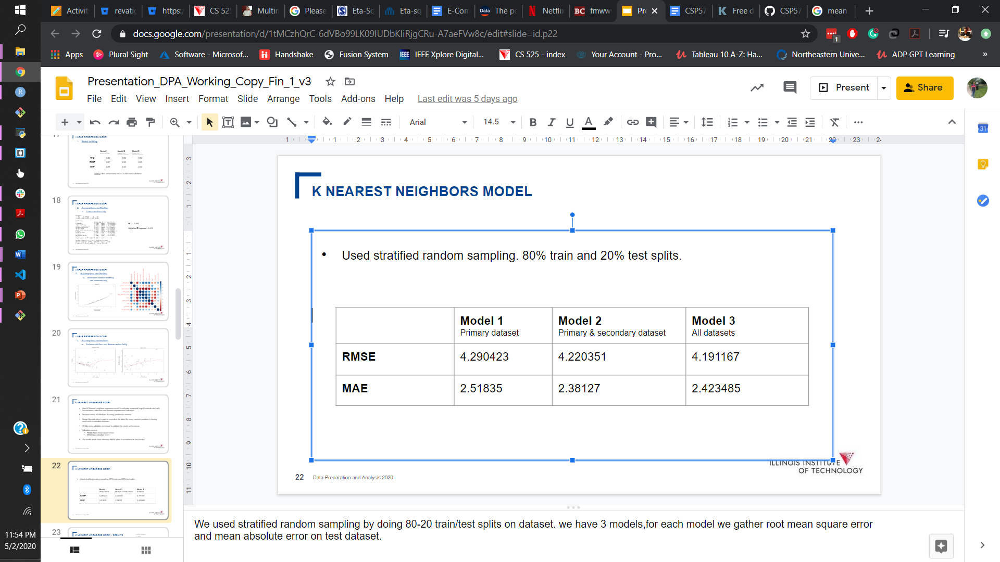 Activit
revatic
https:/
CS 525
Multin
Please
Eta-Sq
Eta-sq
E-Com
The po
Netflix
fmww
Pre
CSP57
Free d
CSP57
mean
docs.google.com/presentation/d/1tMCzhQrC-6dVBo99LK09IUDbKliRjgCRu-A7aeFVw8c/edit#slide=id.p22
Apps
Plural Sight
Software - Microsof...
Handshake
Fusion System
IEEE Xplore Digital...
CS 525 - index
Your Account - Pro...
Tableau 10 A-Z: Ha...
Northeastern Unive...
ADP GPT Learning
Presentation_DPA_Working_Copy_Fin_1_v3
File Edit View Insert Format Slide Arrange Tools Add-ons Help Last edit was 5 days ago
Present
Share
Arial
14.5
18
19
20
21
22
23
K NEAREST NEIGHBORS MODEL
• Used stratified random sampling. 80% train and 20% test splits.
Model 1 Model 2 Model 3
Primary dataset Primary & secondary dataset All datasets
RMSE 4.290423 4.220351 4.191167
MAE 2.51835 2.38127 2.423485
ILLINOIS INSTITUTE
OF TECHNOLOGY
22 Data Preparation and Analysis 2020
We used stratified random sampling by doing 80-20 train/test splits on dataset. we have 3 models,for each model we gather root mean square error
and mean absolute error on test dataset.
11:54 PM
5/2/2020